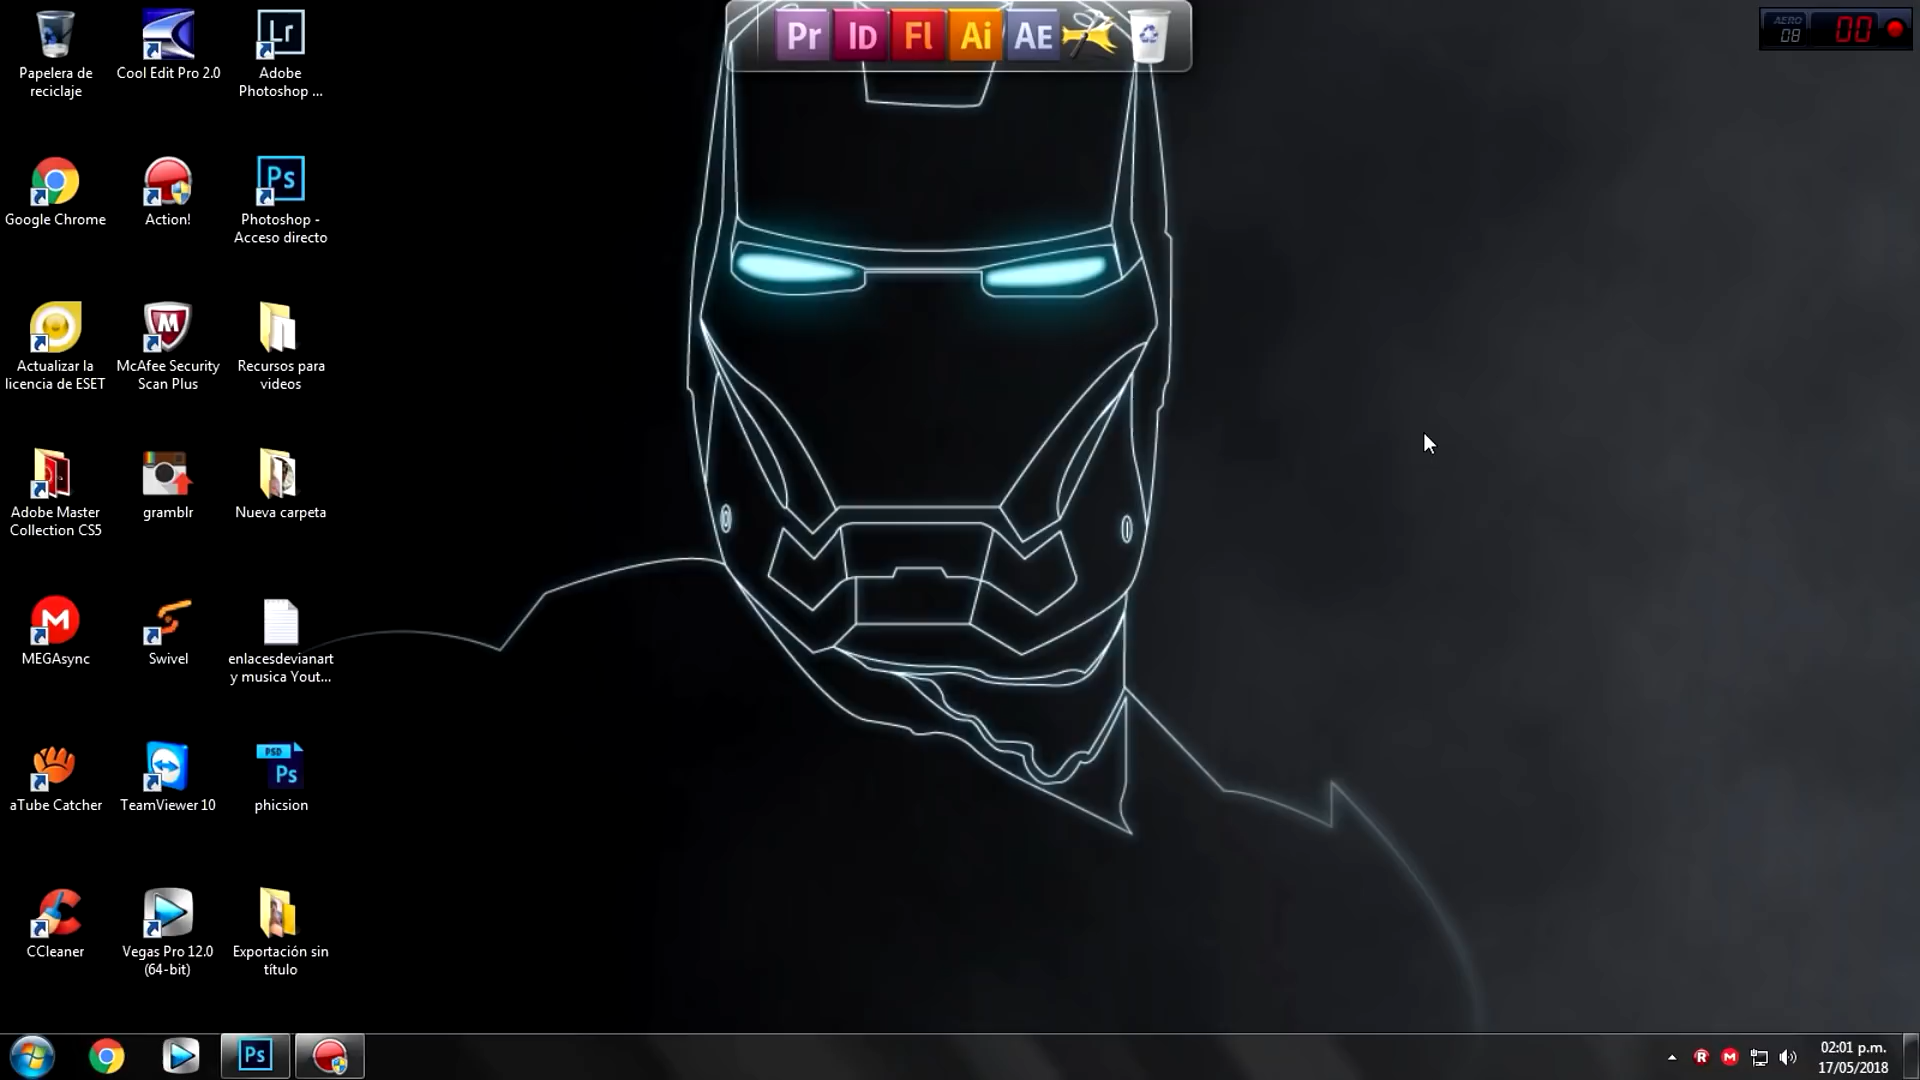 Pr
ID
Fl
Ai
AE
AERO
08
00
Papelera de
reciclaje
Cool Edit Pro 2.0
Lr
Adobe
Photoshop ...
Google Chrome
Action!
Ps
Photoshop -
Acceso directo
Actualizar la
licencia de ESET
McAfee Security
Scan Plus
Recursos para
videos
Adobe Master
Collection CS5
gramblr
Nueva carpeta
MEGAsync
Swivel
enlacesdevianart
y musica Yout...
aTube Catcher
TeamViewer 10
PSD
Ps
phicsion
CCleaner
Vegas Pro 12.0
(64-bit)
Exportación sin
título
Ps
02:01 p.m.
17/05/2018